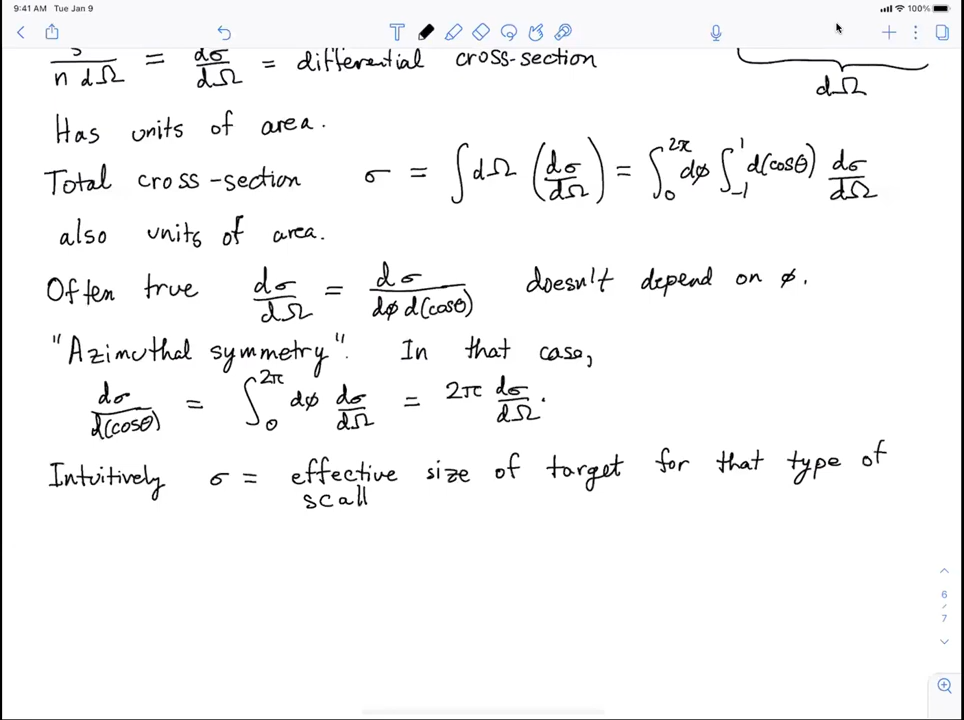 9:41 AM Tue Jan 9
100%
n dΩ = dσ/dΩ = differential cross-section
dΩ
Has units of area.
Total cross-section σ = ∫dΩ (dσ/dΩ) = ∫₀^2π dφ ∫₋₁^1 d(cosθ) dσ/dΩ
also units of area.
Often true dσ/dΩ = dσ/dφ d(cosθ) doesn't depend on φ.
"Azimuthal symmetry". In that case,
dσ/d(cosθ) = ∫₀^2π dφ dσ/dΩ = 2π dσ/dΩ.
Intuitively σ = effective size of target for that type of
scall
6
/
7